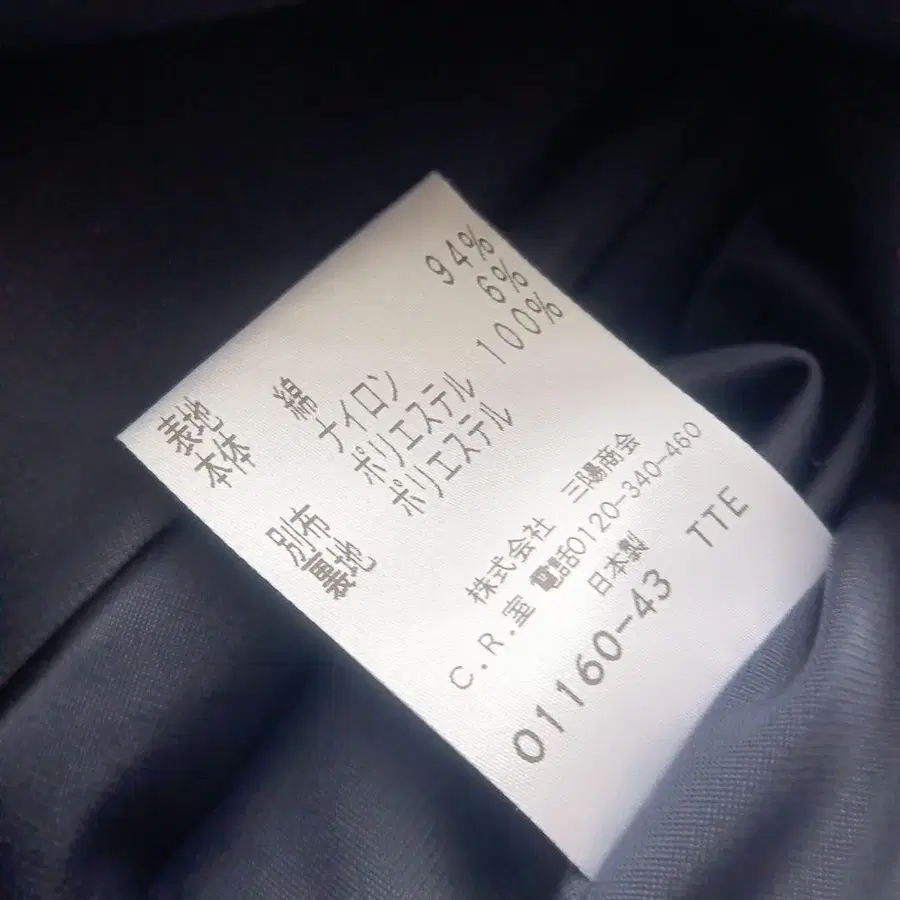 表地
本体 綿 94%
ナイロン 6%
別布 ポリエステル 100%
裏地 ポリエステル
株式会社 三陽商会
C.R.室 電話0120-340-460
日本製
01160-43 TTE